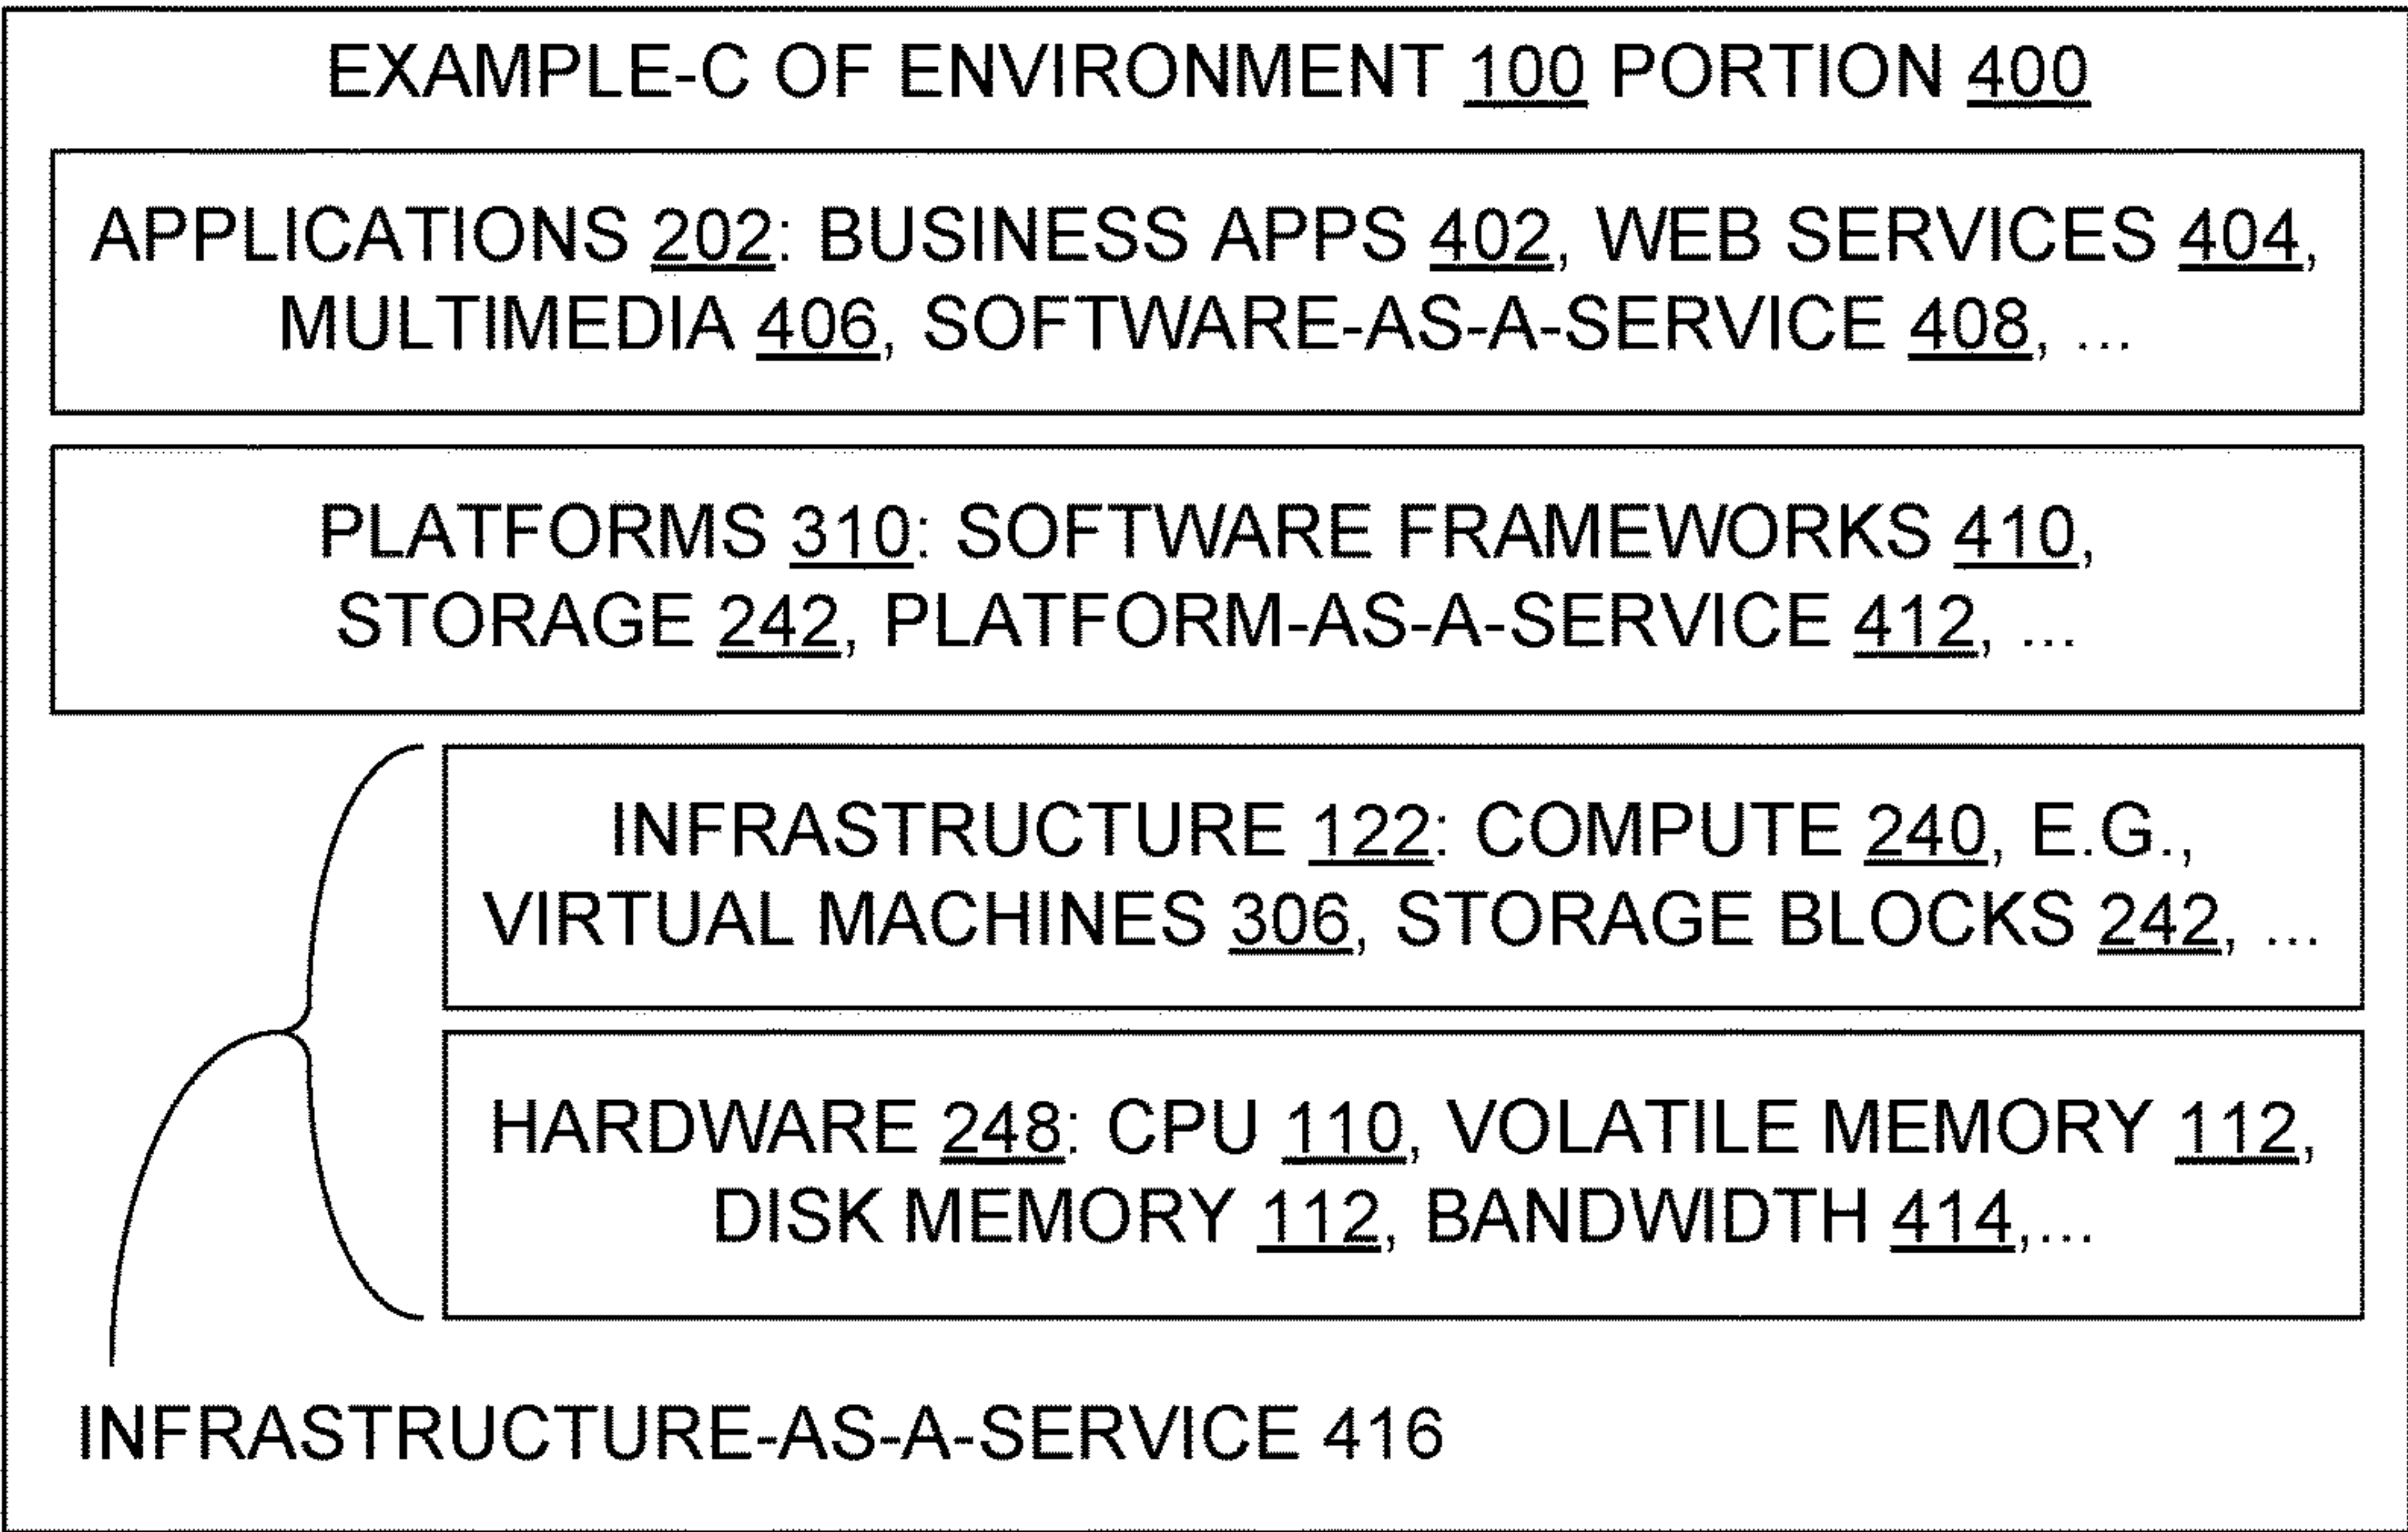 EXAMPLE-C OF ENVIRONMENT 100 PORTION 400
APPLICATIONS 202: BUSINESS APPS 402, WEB SERVICES 404,
MULTIMEDIA 406, SOFTWARE-AS-A-SERVICE 408, ...
PLATFORMS 310: SOFTWARE FRAMEWORKS 410,
STORAGE 242, PLATFORM-AS-A-SERVICE 412, ...
INFRASTRUCTURE 122: COMPUTE 240, E.G.,
VIRTUAL MACHINES 306, STORAGE BLOCKS 242, ...
HARDWARE 248: CPU 110, VOLATILE MEMORY 112,
DISK MEMORY 112, BANDWIDTH 414,...
INFRASTRUCTURE-AS-A-SERVICE 416